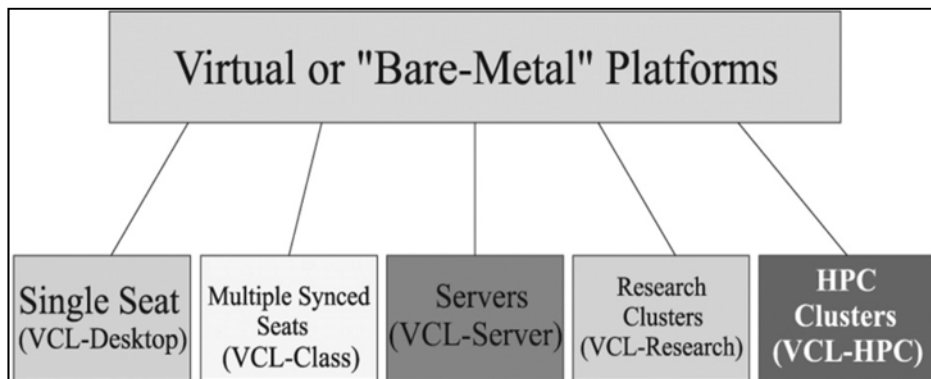 Virtual or "Bare-Metal" Platforms
Single Seat
(VCL-Desktop)
Multiple Synced
Seats
(VCL-Class)
Servers
(VCL-Server)
Research
Clusters
(VCL-Research)
HPC
Clusters
(VCL-HPC)